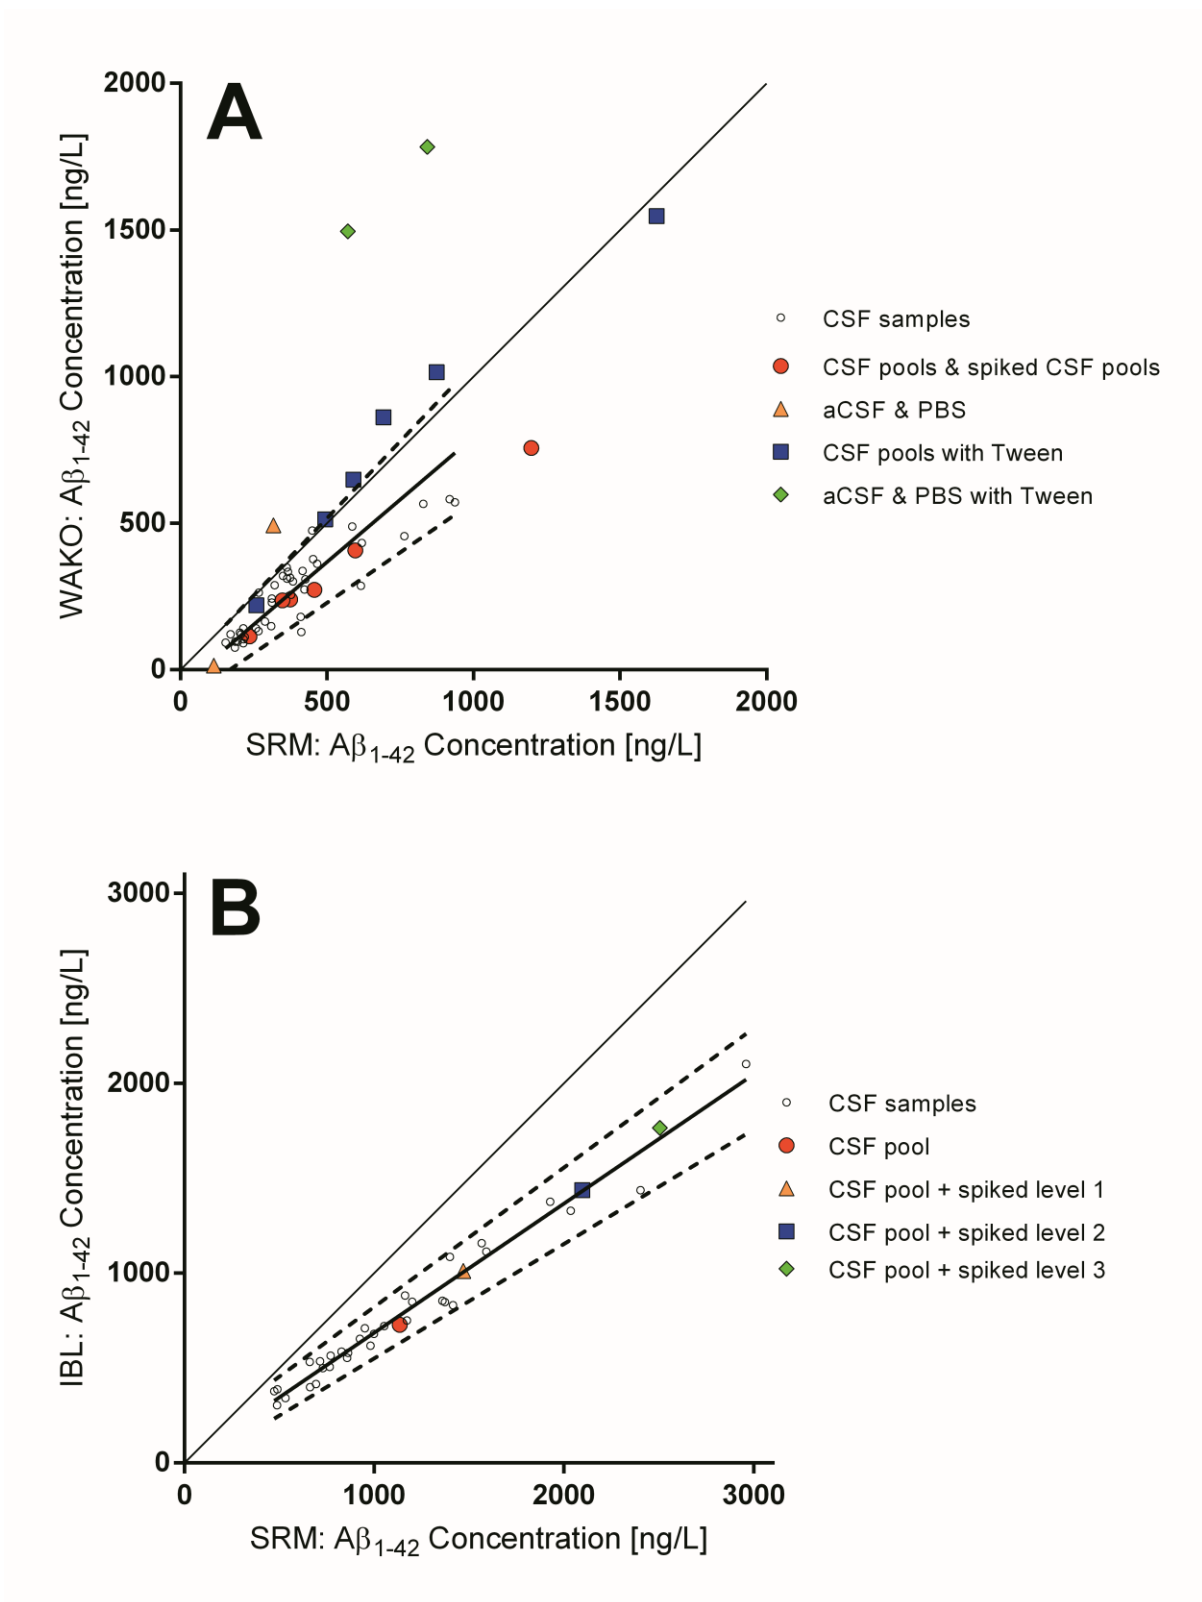 A
2000
1500
1000
500
0
WAKO: Aβ1-42 Concentration [ng/L]
0 500 1000 1500 2000
SRM: Aβ1-42 Concentration [ng/L]
CSF samples
CSF pools & spiked CSF pools
aCSF & PBS
CSF pools with Tween
aCSF & PBS with Tween
B
3000
2000
1000
0
IBL: Aβ1-42 Concentration [ng/L]
0 1000 2000 3000
SRM: Aβ1-42 Concentration [ng/L]
CSF samples
CSF pool
CSF pool + spiked level 1
CSF pool + spiked level 2
CSF pool + spiked level 3